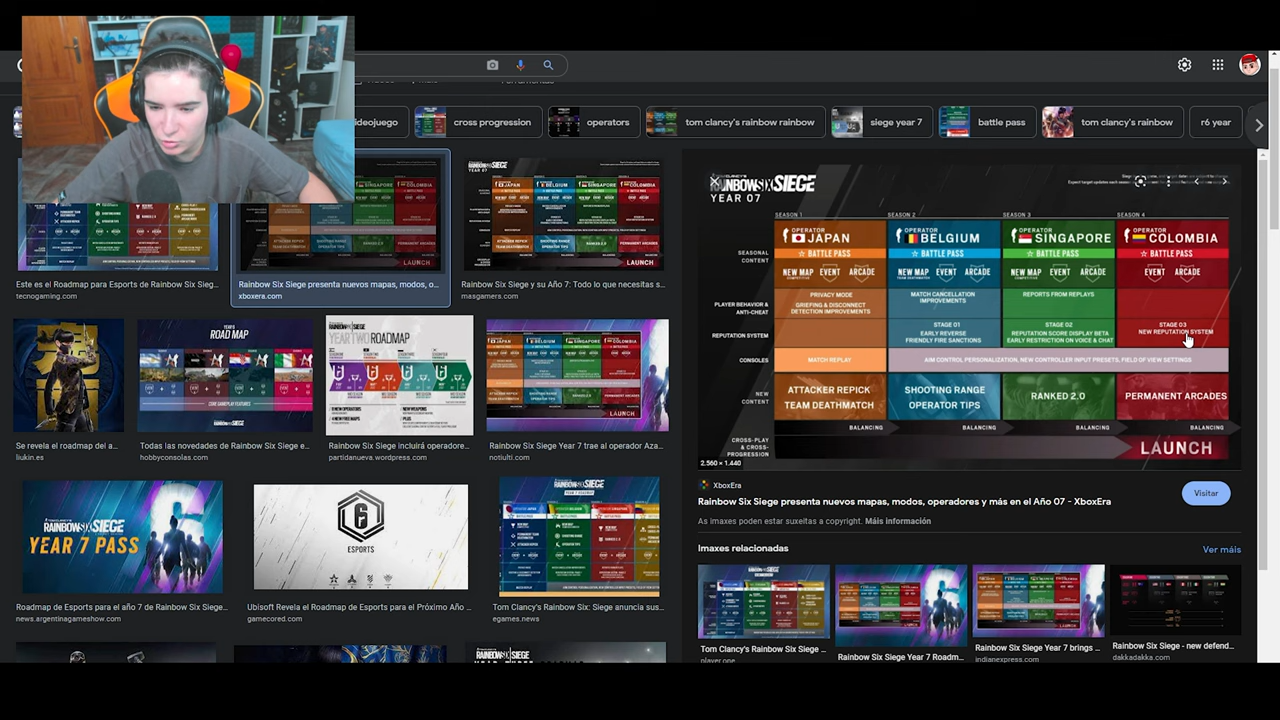 ideojuego
cross progression
operators
tom clancy's rainbow rainbow
siege year 7
battle pass
tom clancy's rainbow
r6 year
Este es el Roadmap para Esports de Rainbow Six Sieg...
tecnogaming.com
Rainbow Six Siege presenta nuevos mapas, modos, o...
xboxera.com
Rainbow Six Siege y su Año 7: Todo lo que necesitas s...
masgamers.com
RAINBOWSIX SIEGE
YEAR 07
SEASON 1
SEASON 2
SEASON 4
OPERATOR
JAPAN
OPERATOR
BELGIUM
OPERATOR
SINGAPORE
OPERATOR
COLOMBIA
SEASONAL
CONTENT
BATTLE PASS
BATTLE PASS
BATTLE PASS
BATTLE PASS
NEW MAP
COMPETITIVE
EVENT
ARCADE
NEW MAP
EVENT
ARCADE
NEW MAP
COMPETITIVE
EVENT
ARCADE
EVENT
ARCADE
PLAYER BEHAVIOR &
ANTI-CHEAT
PRIVACY MODE
GRIEFING & DISCONNECT
DETECTION IMPROVEMENTS
MATCH CANCELLATION
IMPROVEMENTS
REPORTS FROM REPLAYS
REPUTATION SYSTEM
STAGE 01
EARLY REVERSE
FRIENDLY FIRE SANCTIONS
STAGE 02
REPUTATION SCORE DISPLAY BETA
EARLY RESTRICTION ON VOICE & CHAT
STAGE 03
NEW REPUTATION SYSTEM
CONSOLES
MATCH REPLAY
AIM CONTROL PERSONALIZATION, NEW CONTROLLER INPUT PRESETS, FIELD OF VIEW SETTINGS
NEW
CONTENT
ATTACKER REPICK
TEAM DEATHMATCH
SHOOTING RANGE
OPERATOR TIPS
RANKED 2.0
PERMANENT ARCADES
BALANCING
BALANCING
BALANCING
BALANCING
CROSS-PLAY
& CROSS-
PROGRESSION
LAUNCH
2.560 × 1.440
XboxEra
Rainbow Six Siege presenta nuevos mapas, modos, operadores y más en el Año 07 - XboxEra
Visitar
As imaxes poden estar suxeitas a copyright. Máis información
Imaxes relacionadas
Ver máis
Se revela el roadmap del a...
liukin.es
ROAD MAP
Todas las novedades de Rainbow Six Siege e...
hobbyconsolas.com
YEAR TWO ROADMAP
Rainbow Six Siege incluirá operadore...
partidanueva.wordpress.com
Rainbow Six Siege Year 7 trae al operador Aza...
notiulti.com
RAINBOWSIX SIEGE
YEAR 7 PASS
Road map de Esports para el año 7 de Rainbow Six Siege...
news.argentinagameshow.com
ESPORTS
Ubisoft Revela el Roadmap de Esports para el Próximo Año...
gamecored.com
Tom Clancy's Rainbow Six: Siege anuncia sus...
egames.news
Tom Clancy's Rainbow Six Siege ...
player.one
Rainbow Six Siege Year 7 Roadm...
Rainbow Six Siege Year 7 brings ...
indianexpress.com
Rainbow Six Siege - new defend...
dakkadakka.com